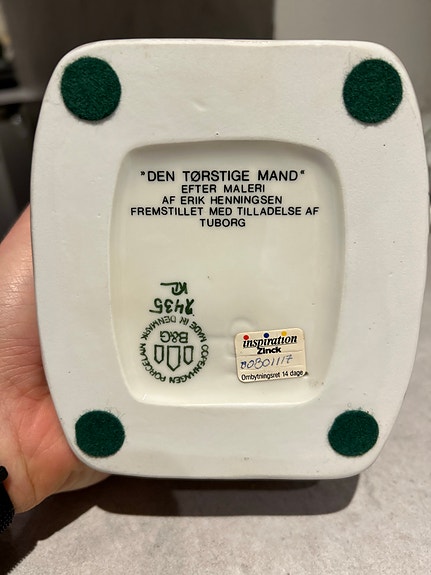 »DEN TØRSTIGE MAND«
EFTER MALERI
AF ERIK HENNINGSEN
FREMSTILLET MED TILLADELSE AF
TUBORG
2435
COPENHAGEN PORCELAIN MADE IN DENMARK
B&G
inspiration
Zinck
Ombytningsret 14 dage